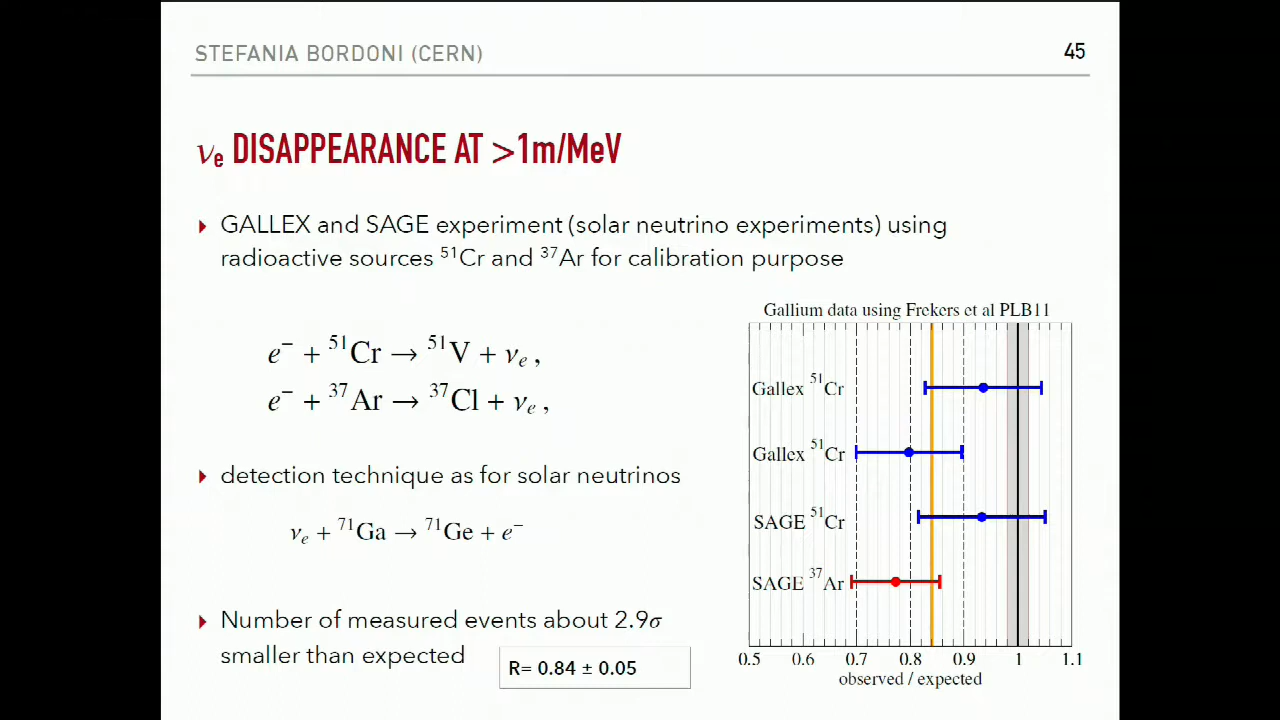 STEFANIA BORDONI (CERN)
45
νe DISAPPEARANCE AT >1m/MeV
GALLEX and SAGE experiment (solar neutrino experiments) using
radioactive sources ⁵¹Cr and ³⁷Ar for calibration purpose
e⁻ + ⁵¹Cr → ⁵¹V + νe ,
e⁻ + ³⁷Ar → ³⁷Cl + νe ,
detection technique as for solar neutrinos
νe + ⁷¹Ga → ⁷¹Ge + e⁻
Number of measured events about 2.9σ
smaller than expected
R= 0.84 ± 0.05
Gallium data using Frekers et al PLB11
Gallex ⁵¹Cr
Gallex ⁵¹Cr
SAGE ⁵¹Cr
SAGE ³⁷Ar
0.5 0.6 0.7 0.8 0.9 1 1.1
observed / expected